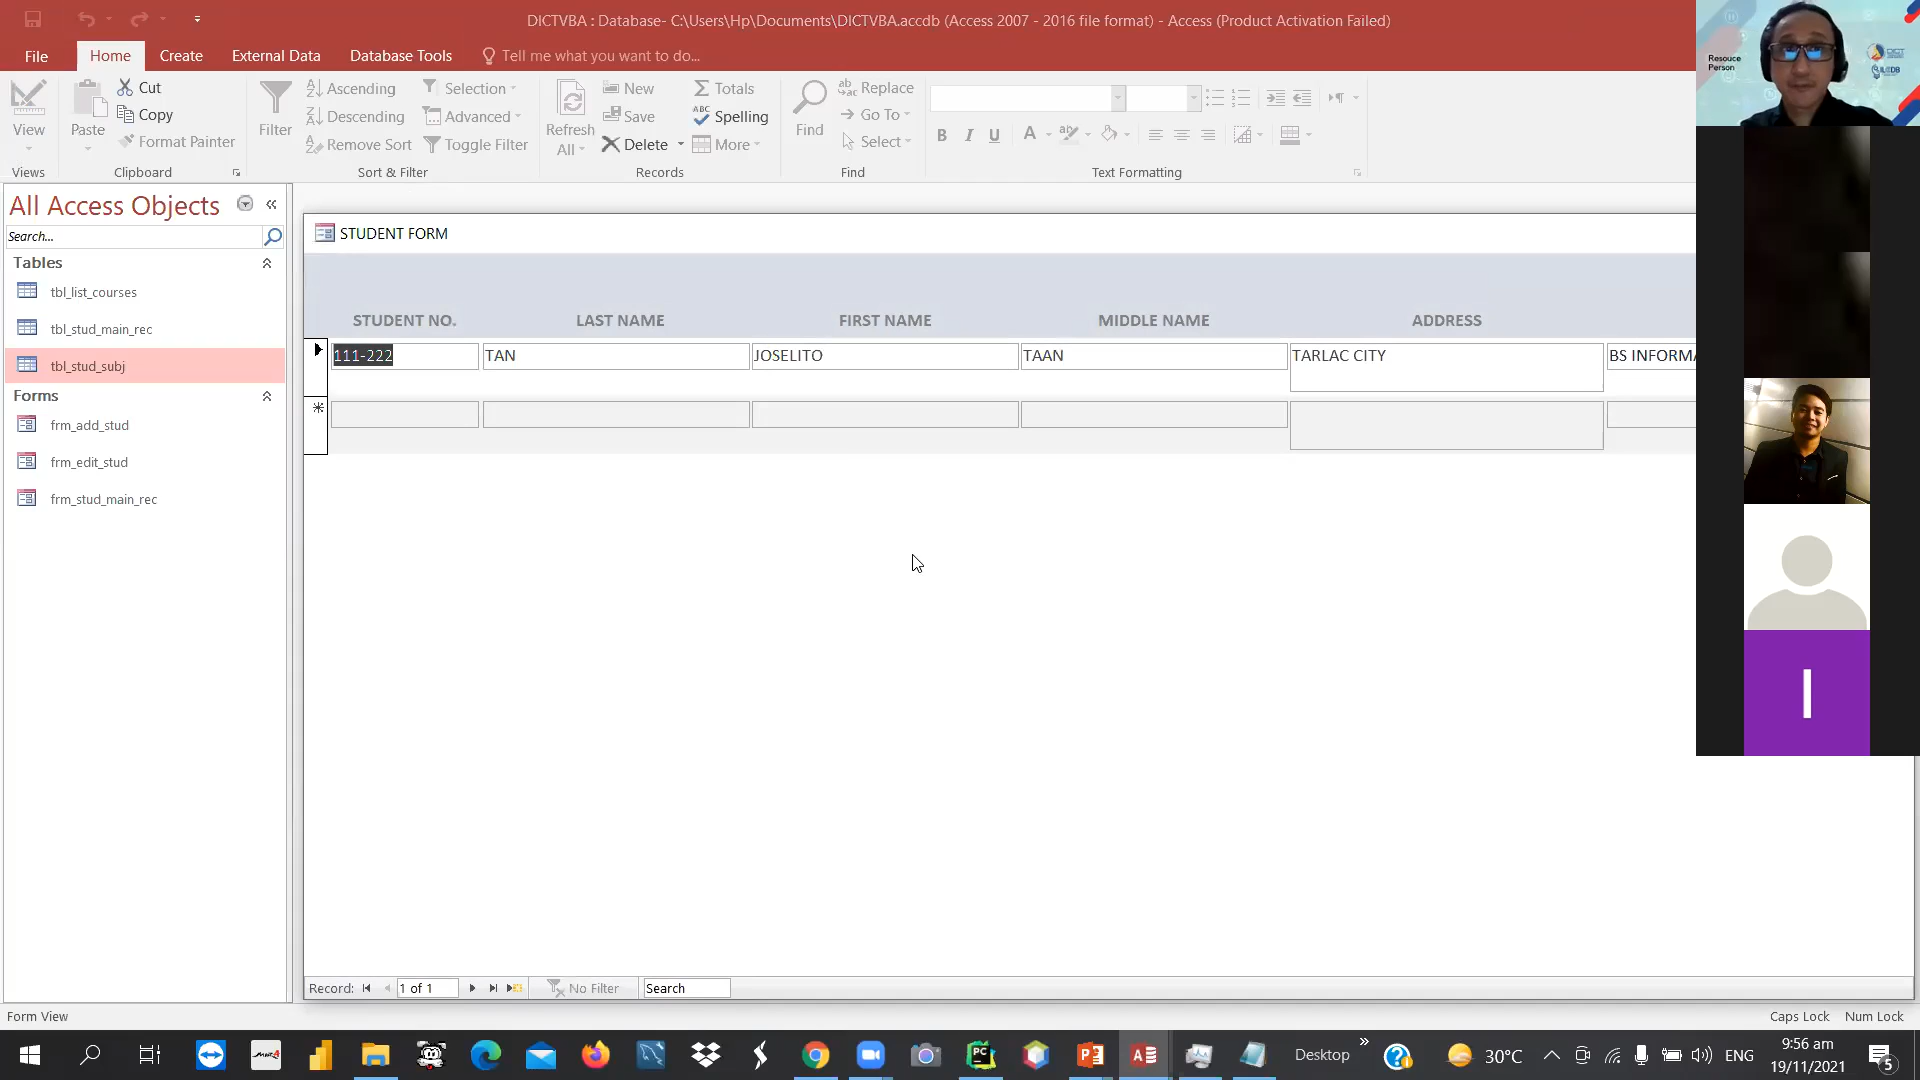 DICTVBA : Database- C:\Users\Hp\Documents\DICTVBA.accdb (Access 2007 - 2016 file format) - Access (Product Activation Failed)
File Home Create External Data Database Tools Tell me what you want to do...
View
Views
Paste
Cut
Copy
Format Painter
Clipboard
Filter
Ascending
Descending
Remove Sort
Selection
Advanced
Toggle Filter
Sort & Filter
Refresh
All
New
Save
Delete
Totals
Spelling
More
Records
Find
Replace
Go To
Select
Find
Text Formatting
Resouce
Person
DICT
ILCDB
All Access Objects
Search...
Tables
tbl_list_courses
tbl_stud_main_rec
tbl_stud_subj
Forms
frm_add_stud
frm_edit_stud
frm_stud_main_rec
STUDENT FORM
STUDENT NO. LAST NAME FIRST NAME MIDDLE NAME ADDRESS
111-222 TAN JOSELITO TAAN TARLAC CITY BS INFORMA
I
Record: 1 of 1 No Filter Search
Form View
Caps Lock Num Lock
Desktop
30°C
ENG
9:56 am
19/11/2021
5